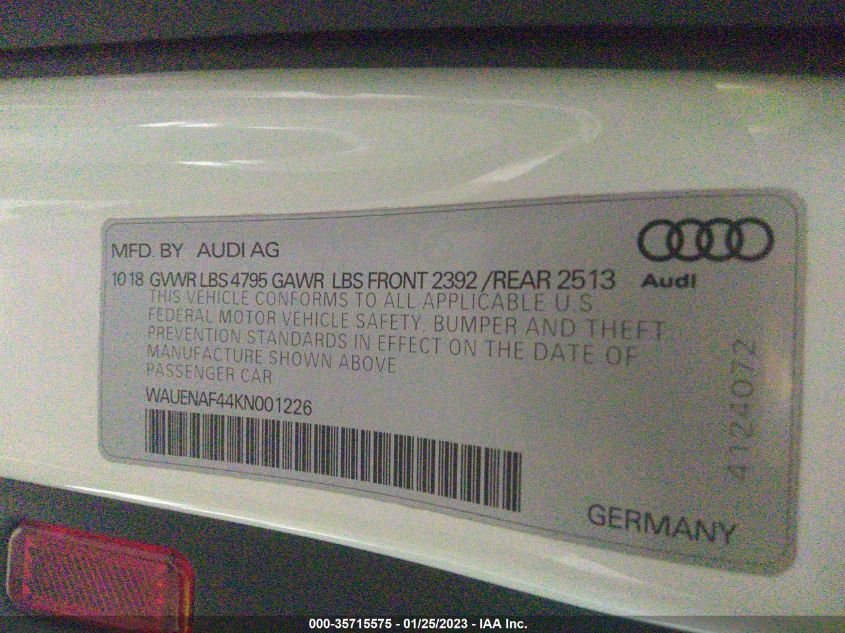 MFD. BY AUDI AG
1018 GVWR LBS 4795 GAWR LBS FRONT 2392 /REAR 2513
Audi
THIS VEHICLE CONFORMS TO ALL APPLICABLE U.S
FEDERAL MOTOR VEHICLE SAFETY, BUMPER AND THEFT
PREVENTION STANDARDS IN EFFECT ON THE DATE OF
MANUFACTURE SHOWN ABOVE
PASSENGER CAR
WAUENAF44KN001226
4124072
GERMANY
000-35715575 - 01/25/2023 - IAA Inc.